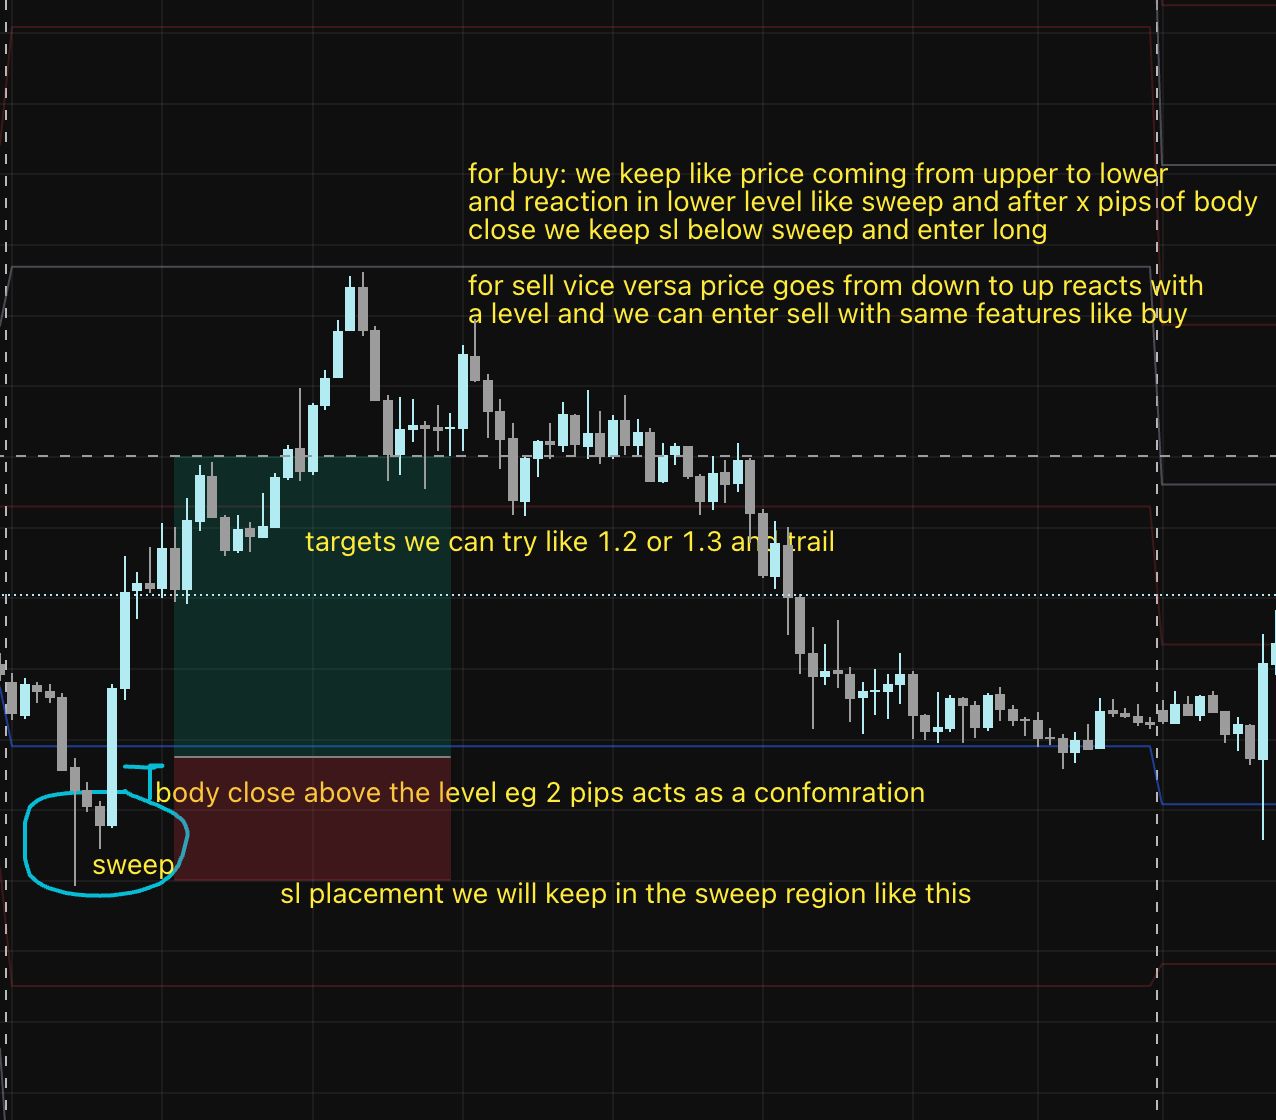 for buy: we keep like price coming from upper to lower
and reaction in lower level like sweep and after x pips of body
close we keep sl below sweep and enter long
for sell vice versa price goes from down to up reacts with
a level and we can enter sell with same features like buy
targets we can try like 1.2 or 1.3 and trail
body close above the level eg 2 pips acts as a confomration
sweep
sl placement we will keep in the sweep region like this